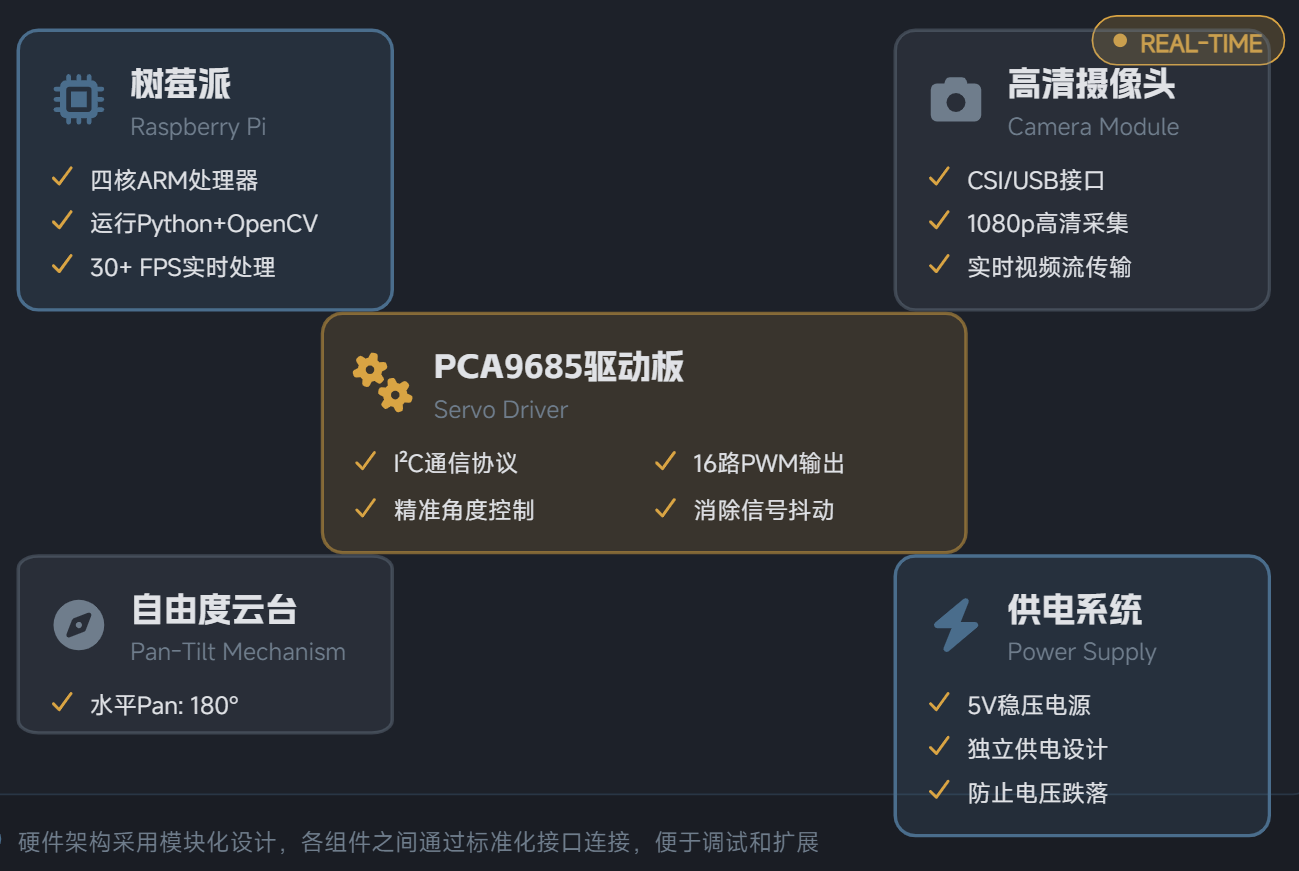 树莓派
Raspberry Pi
四核ARM处理器
运行Python+OpenCV
30+ FPS实时处理
REAL-TIME
高清摄像头
Camera Module
CSI/USB接口
1080p高清采集
实时视频流传输
PCA9685驱动板
Servo Driver
I²C通信协议
16路PWM输出
精准角度控制
消除信号抖动
自由度云台
Pan-Tilt Mechanism
水平Pan: 180°
供电系统
Power Supply
5V稳压电源
独立供电设计
防止电压跌落
硬件架构采用模块化设计，各组件之间通过标准化接口连接，便于调试和扩展